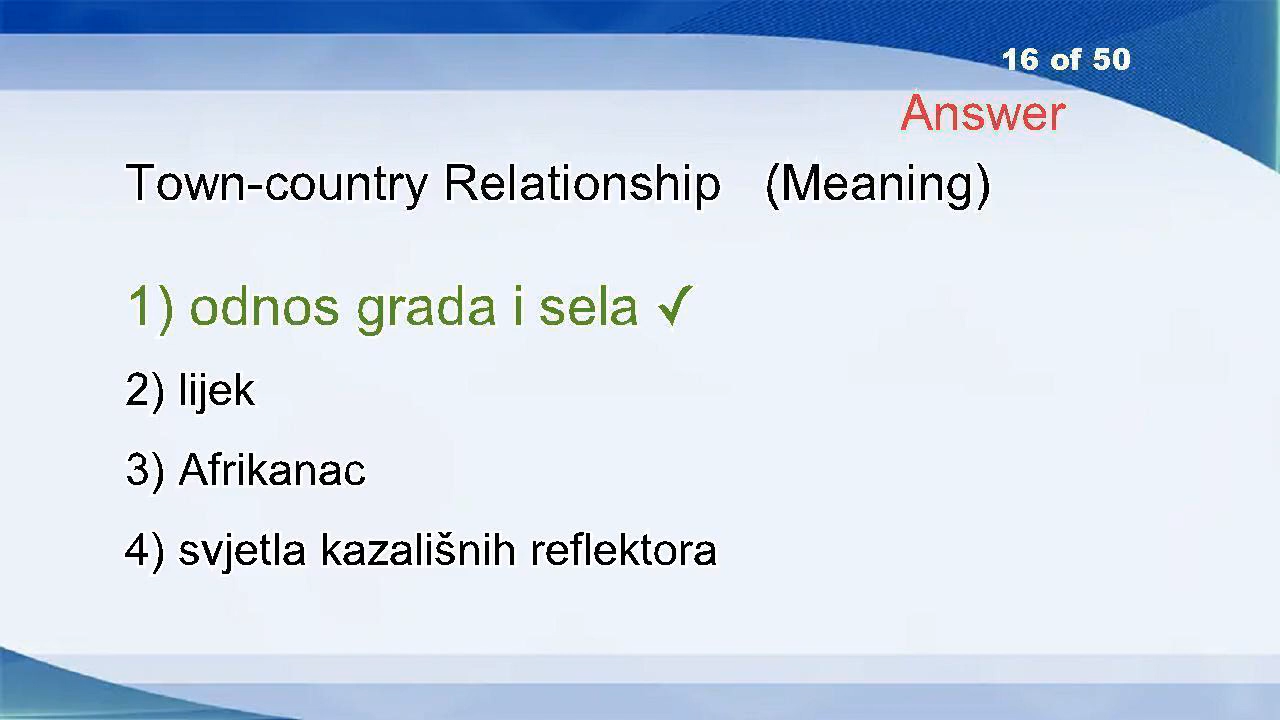 16 of 50
Answer
Town-country Relationship (Meaning)
1) odnos grada i sela ✓
2) lijek
3) Afrikanac
4) svjetla kazališnih reflektora